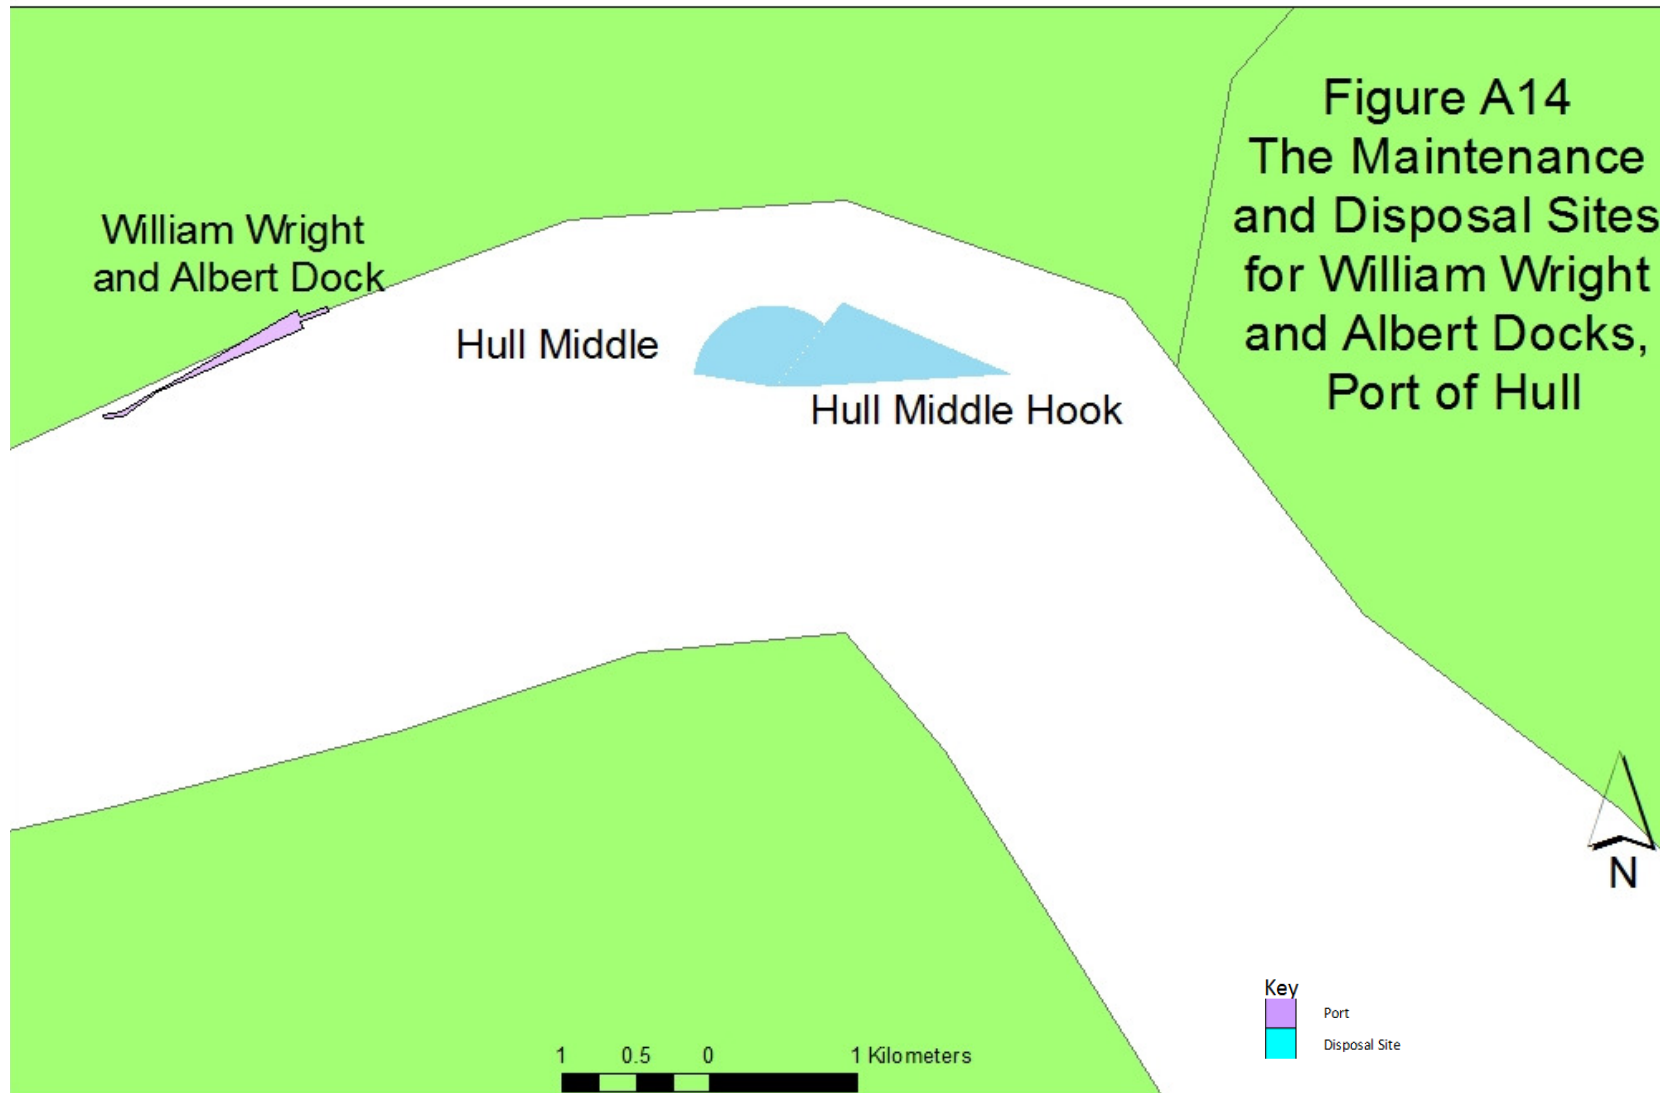 Figure A14
The Maintenance
and Disposal Sites
for William Wright
and Albert Docks,
Port of Hull
William Wright
and Albert Dock
Hull Middle
Hull Middle Hook
N
Key
Port
Disposal Site
1 0.5 0 1 Kilometers